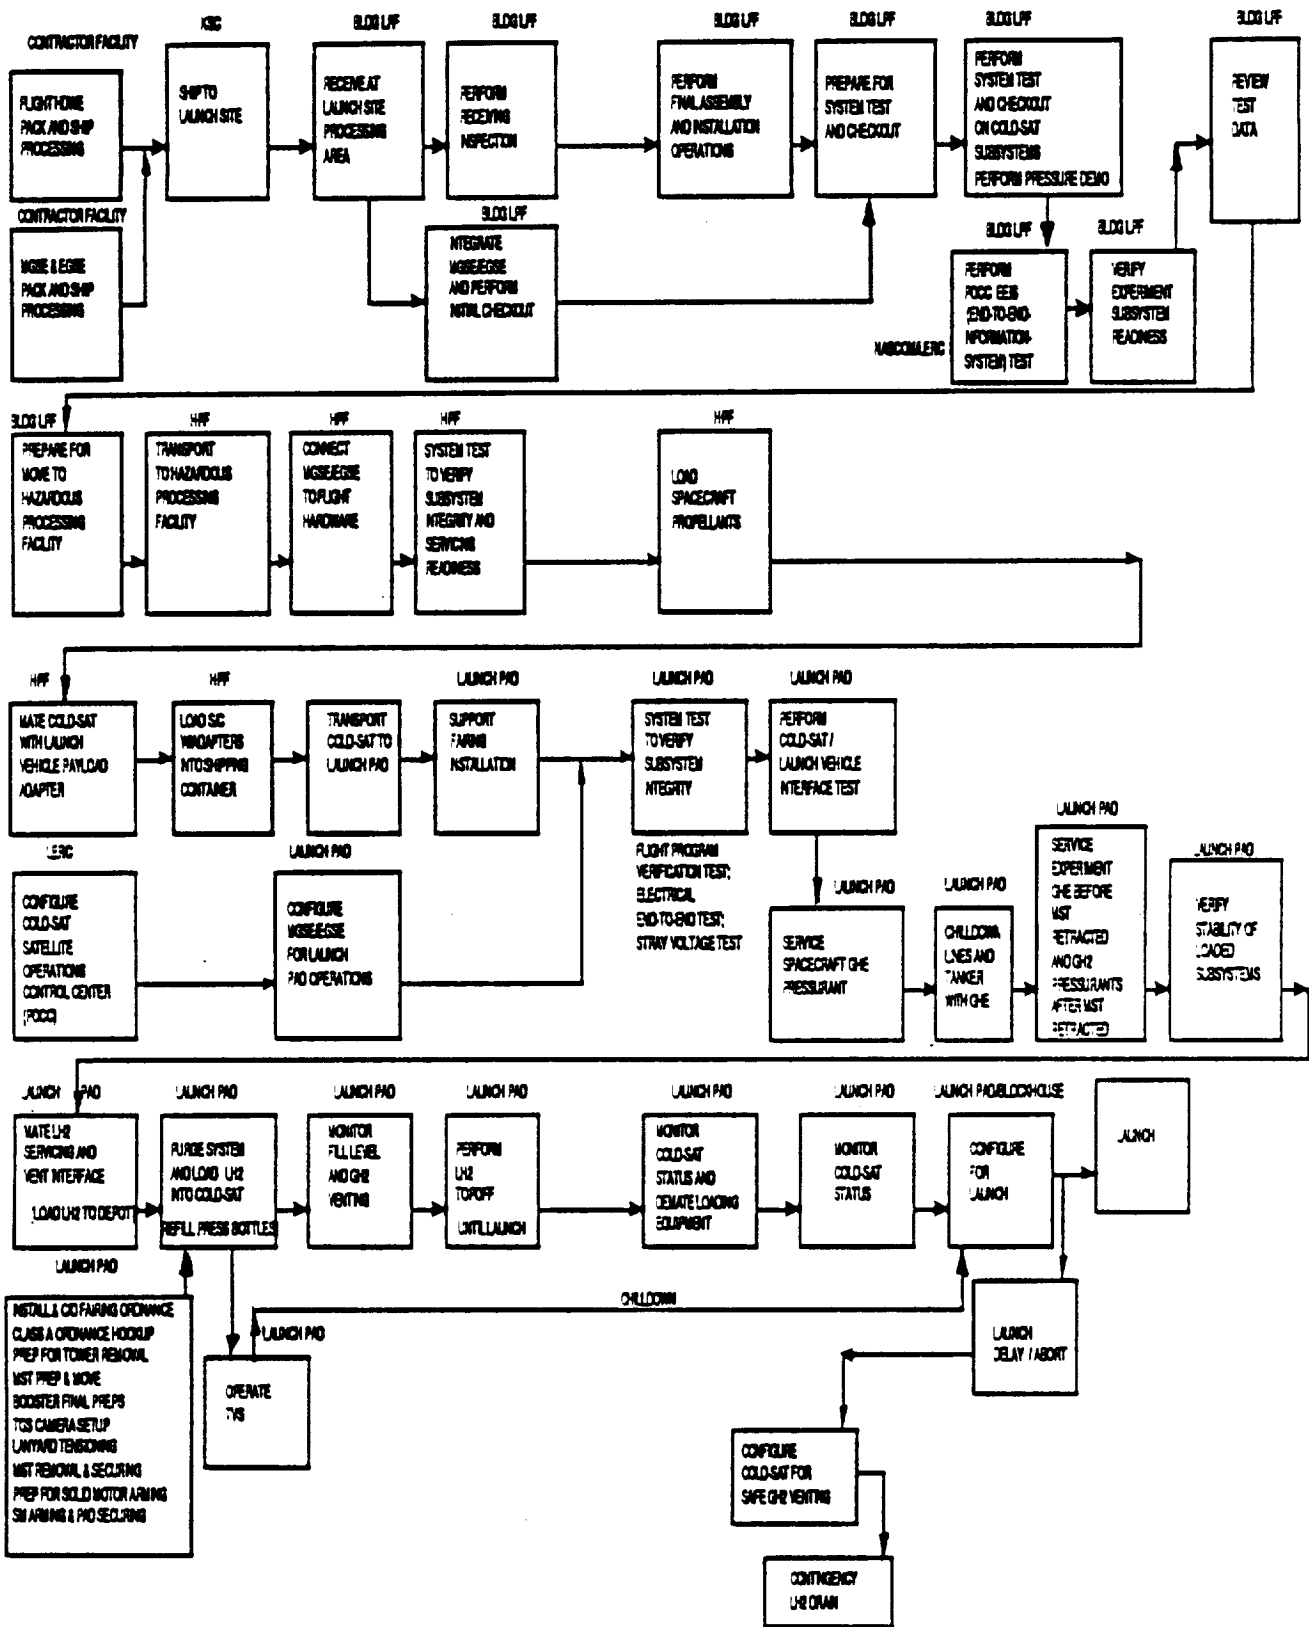 CONTRACTOR FACILITY
FLIGHT HDWE
PACK AND SHIP
PROCESSING
CONTRACTOR FACILITY
MGSE & EGSE
PACK AND SHIP
PROCESSING
KSC
SHIP TO
LAUNCH SITE
BLDG LPF
RECEIVE AT
LAUNCH SITE
PROCESSING
AREA
BLDG LPF
PERFORM
RECEIVING
INSPECTION
BLDG LPF
INTEGRATE
MGSE/EGSE
AND PERFORM
INITIAL CHECKOUT
BLDG LPF
PERFORM
FINAL ASSEMBLY
AND INSTALLATION
OPERATIONS
BLDG LPF
PREPARE FOR
SYSTEM TEST
AND CHECKOUT
BLDG LPF
PERFORM
SYSTEM TEST
AND CHECKOUT
ON COLD-SAT
SUBSYSTEMS
PERFORM PRESSURE DEMO
BLDG LPF
PERFORM
POCC EEIS
(END-TO-END-
INFORMATION-
SYSTEM) TEST
NASCOM/LERC
BLDG LPF
VERIFY
EXPERIMENT
SUBSYSTEM
READINESS
BLDG LPF
REVIEW
TEST
DATA
BLDG LPF
PREPARE FOR
MOVE TO
HAZARDOUS
PROCESSING
FACILITY
HPF
TRANSPORT
TO HAZARDOUS
PROCESSING
FACILITY
HPF
CONNECT
MGSE/EGSE
TO FLIGHT
HARDWARE
HPF
SYSTEM TEST
TO VERIFY
SUBSYSTEM
INTEGRITY AND
SERVICING
READINESS
HPF
LOAD
SPACECRAFT
PROPELLANTS
HPF
MATE COLD-SAT
WITH LAUNCH
VEHICLE PAYLOAD
ADAPTER
HPF
LOAD S/C
W/ADAPTERS
INTO SHIPPING
CONTAINER
TRANSPORT
COLD-SAT TO
LAUNCH PAD
LAUNCH PAD
SUPPORT
FAIRING
INSTALLATION
LAUNCH PAD
SYSTEM TEST
TO VERIFY
SUBSYSTEM
INTEGRITY
FLIGHT PROGRAM
VERIFICATION TEST;
ELECTRICAL
END-TO-END TEST;
STRAY VOLTAGE TEST
LAUNCH PAD
PERFORM
COLD-SAT /
LAUNCH VEHICLE
INTERFACE TEST
LERC
CONFIGURE
COLD-SAT
SATELLITE
OPERATIONS
CONTROL CENTER
(POCC)
LAUNCH PAD
CONFIGURE
MGSE/EGSE
FOR LAUNCH
PAD OPERATIONS
LAUNCH PAD
SERVICE
SPACECRAFT GHE
PRESSURANT
LAUNCH PAD
CHILLDOWN
LINES AND
TANKER
WITH GHE
LAUNCH PAD
SERVICE
EXPERIMENT
GHE BEFORE
MST
RETRACTED
AND GH2
PRESSURANTS
AFTER MST
RETRACTED
LAUNCH PAD
VERIFY
STABILITY OF
LOADED
SUBSYSTEMS
LAUNCH PAD
MATE LH2
SERVICING AND
VENT INTERFACE
(LOAD LH2 TO DEPOT)
LAUNCH PAD
PURGE SYSTEM
AND LOAD LH2
INTO COLD-SAT
REFILL PRESS BOTTLES
LAUNCH PAD
MONITOR
FILL LEVEL
AND GH2
VENTING
LAUNCH PAD
PERFORM
LH2
TOPOFF
UNTIL LAUNCH
LAUNCH PAD
MONITOR
COLD-SAT
STATUS AND
DEMATE LOADING
EQUIPMENT
LAUNCH PAD
MONITOR
COLD-SAT
STATUS
LAUNCH PAD/BLOCKHOUSE
CONFIGURE
FOR
LAUNCH
LAUNCH
LAUNCH PAD
INSTALL & C/O FAIRING ORDNANCE
CLASS A ORDNANCE HOOKUP
PREP FOR TOWER REMOVAL
MST PREP & MOVE
BOOSTER FINAL PREPS
TGS CAMERA SETUP
LANYARD TENSIONING
MST REMOVAL & SECURING
PREP FOR SOLID MOTOR ARMING
SM ARMING & PAD SECURING
LAUNCH PAD
OPERATE
TVS
CHILLDOWN
LAUNCH
DELAY / ABORT
CONFIGURE
COLD-SAT FOR
SAFE GH2 VENTING
CONTINGENCY
LH2 DRAIN